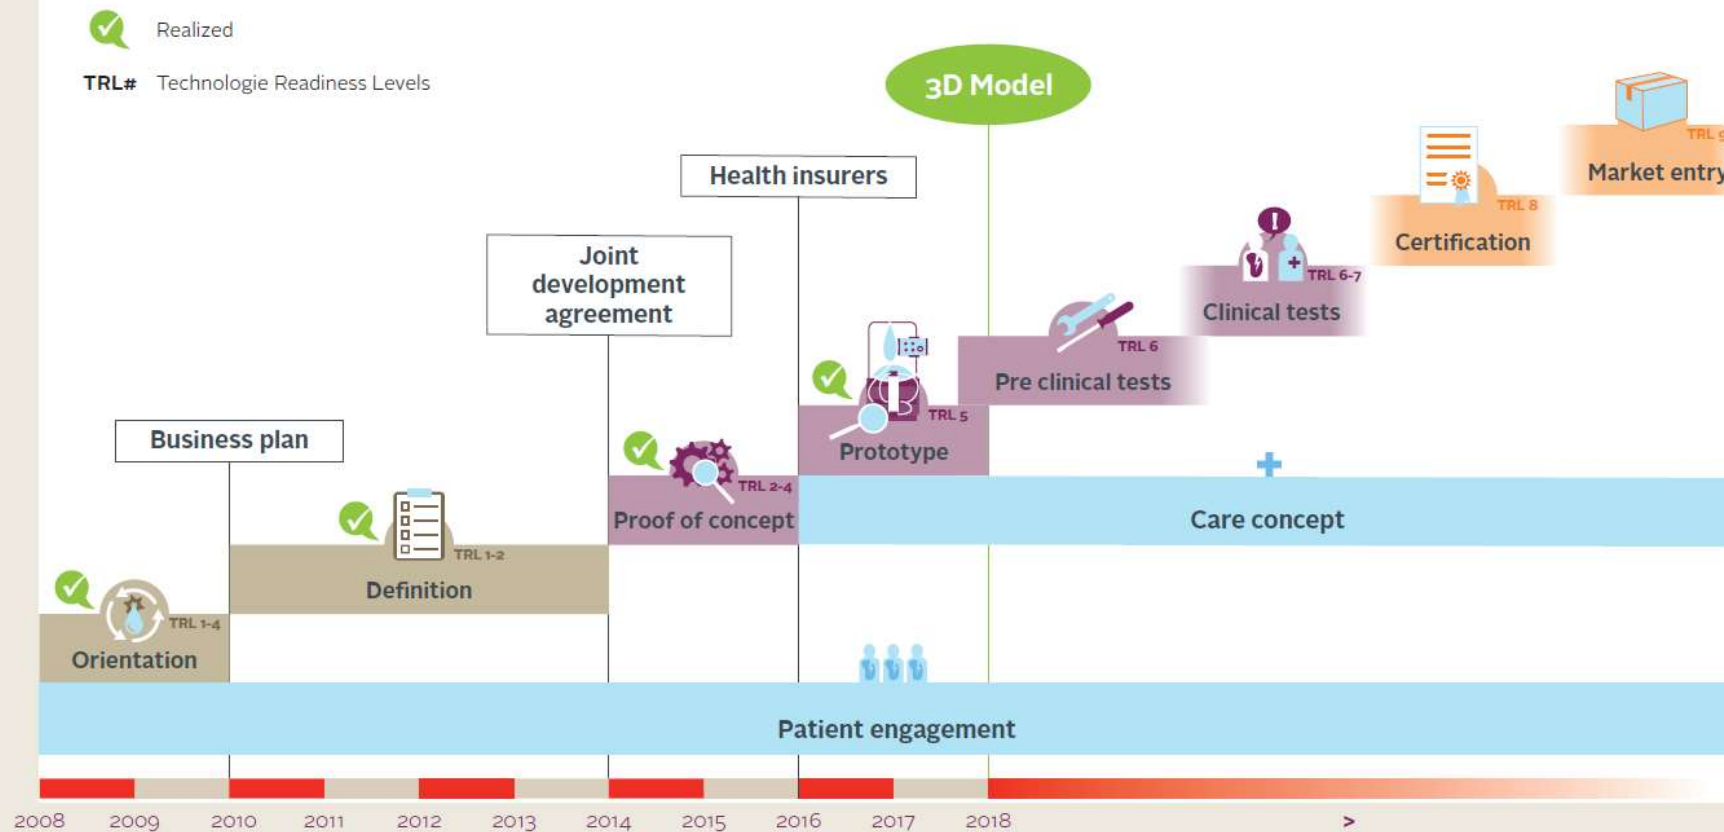 Realized
TRL# Technologie Readiness Levels
3D Model
Health insurers
Joint
development
agreement
Business plan
TRL 9
Market entry
TRL 8
Certification
TRL 6-7
Clinical tests
TRL 6
Pre clinical tests
TRL 5
Prototype
TRL 2-4
Proof of concept
Care concept
TRL 1-2
Definition
TRL 1-4
Orientation
Patient engagement
2008 2009 2010 2011 2012 2013 2014 2015 2016 2017 2018 >